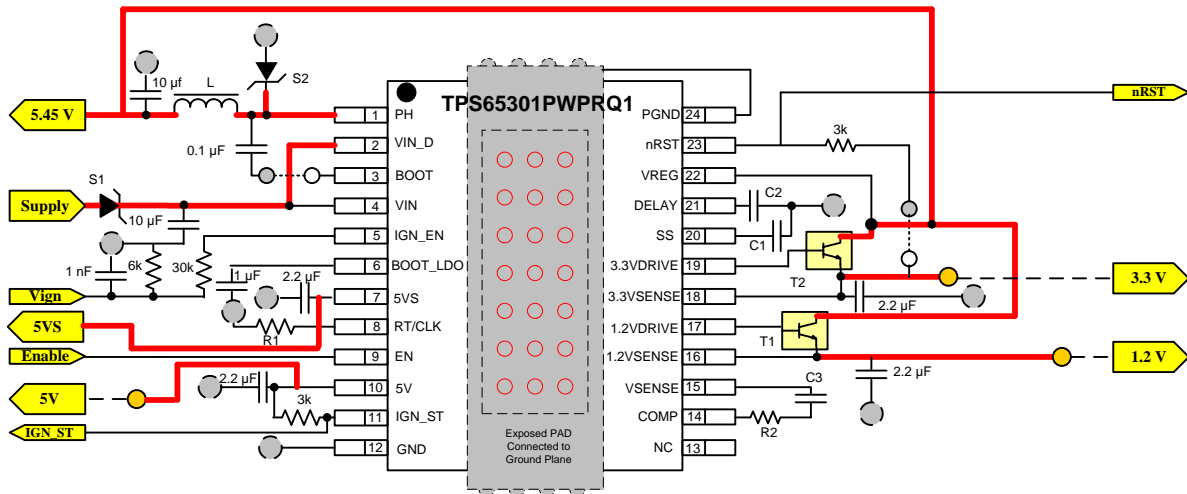 10 µf
L
S2
5.45 V
0.1 µF
TPS65301PWPRQ1
1 PH
2 VIN_D
3 BOOT
4 VIN
5 IGN_EN
6 BOOT_LDO
7 5VS
8 RT/CLK
9 EN
10 5V
11 IGN_ST
12 GND
PGND 24
nRST 23
VREG 22
DELAY 21
SS 20
3.3VDRIVE 19
3.3VSENSE 18
1.2VDRIVE 17
1.2VSENSE 16
VSENSE 15
COMP 14
NC 13
Exposed PAD
Connected to
Ground Plane
S1
Supply
10 µF
1 nF
6k
30k
1 µF
2.2 µF
Vign
5VS
R1
Enable
2.2 µF
5V
3k
IGN_ST
nRST
3k
C2
C1
T2
3.3 V
2.2 µF
T1
1.2 V
2.2 µF
C3
R2